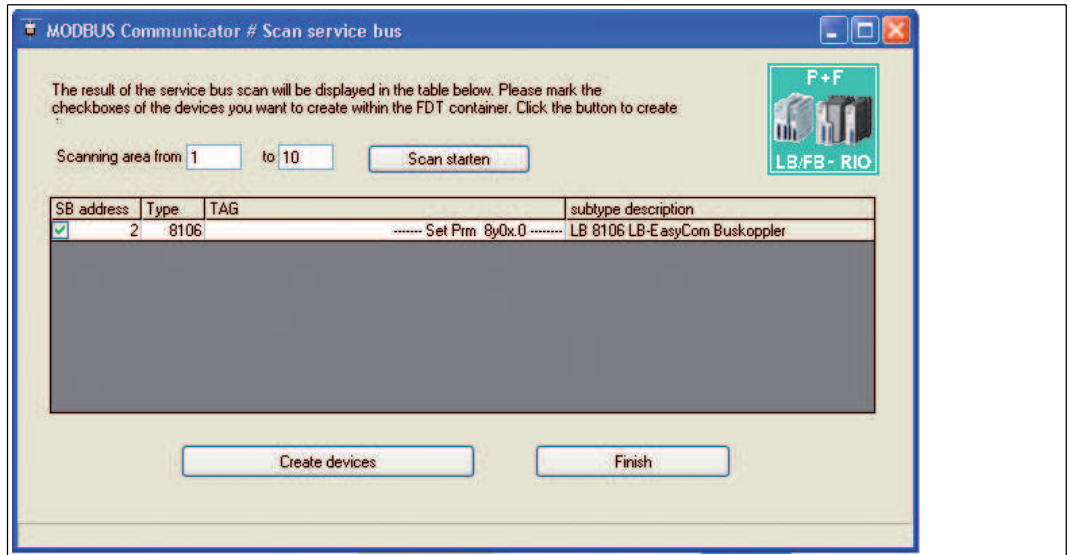 MODBUS Communicator # Scan service bus
P+F
The result of the service bus scan will be displayed in the table below. Please mark the
checkboxes of the devices you want to create within the FDT container. Click the button to create
Scanning area from 1 to 10 Scan starten
LB/FB - RIO
SB address Type TAG subtype description
2 8106 ------- Set Prm 8y0x.0 -------- LB 8106 LB-EasyCom Buskoppler
Create devices Finish